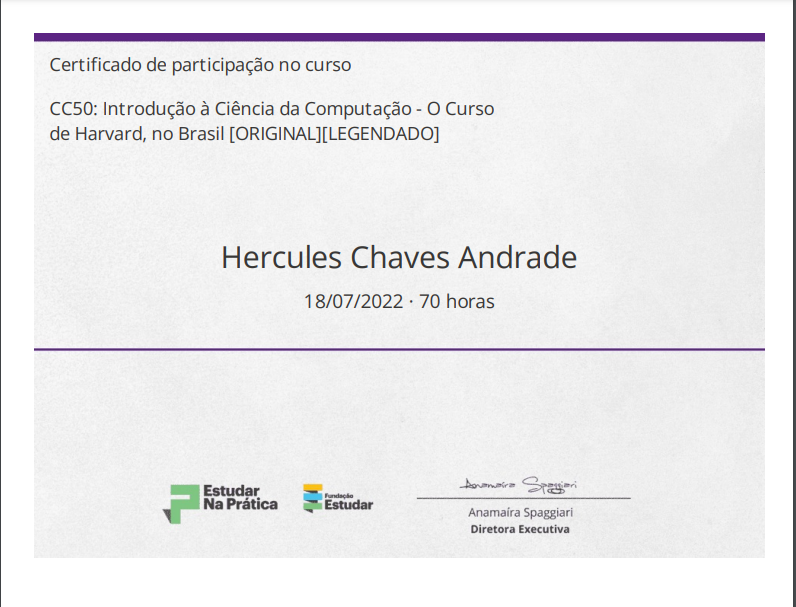 Certificado de participação no curso
CC50: Introdução à Ciência da Computação - O Curso
de Harvard, no Brasil [ORIGINAL][LEGENDADO]
Hercules Chaves Andrade
18/07/2022 · 70 horas
Estudar
Na Prática
Fundação
Estudar
Anamaíra Spaggiari
Anamaíra Spaggiari
Diretora Executiva